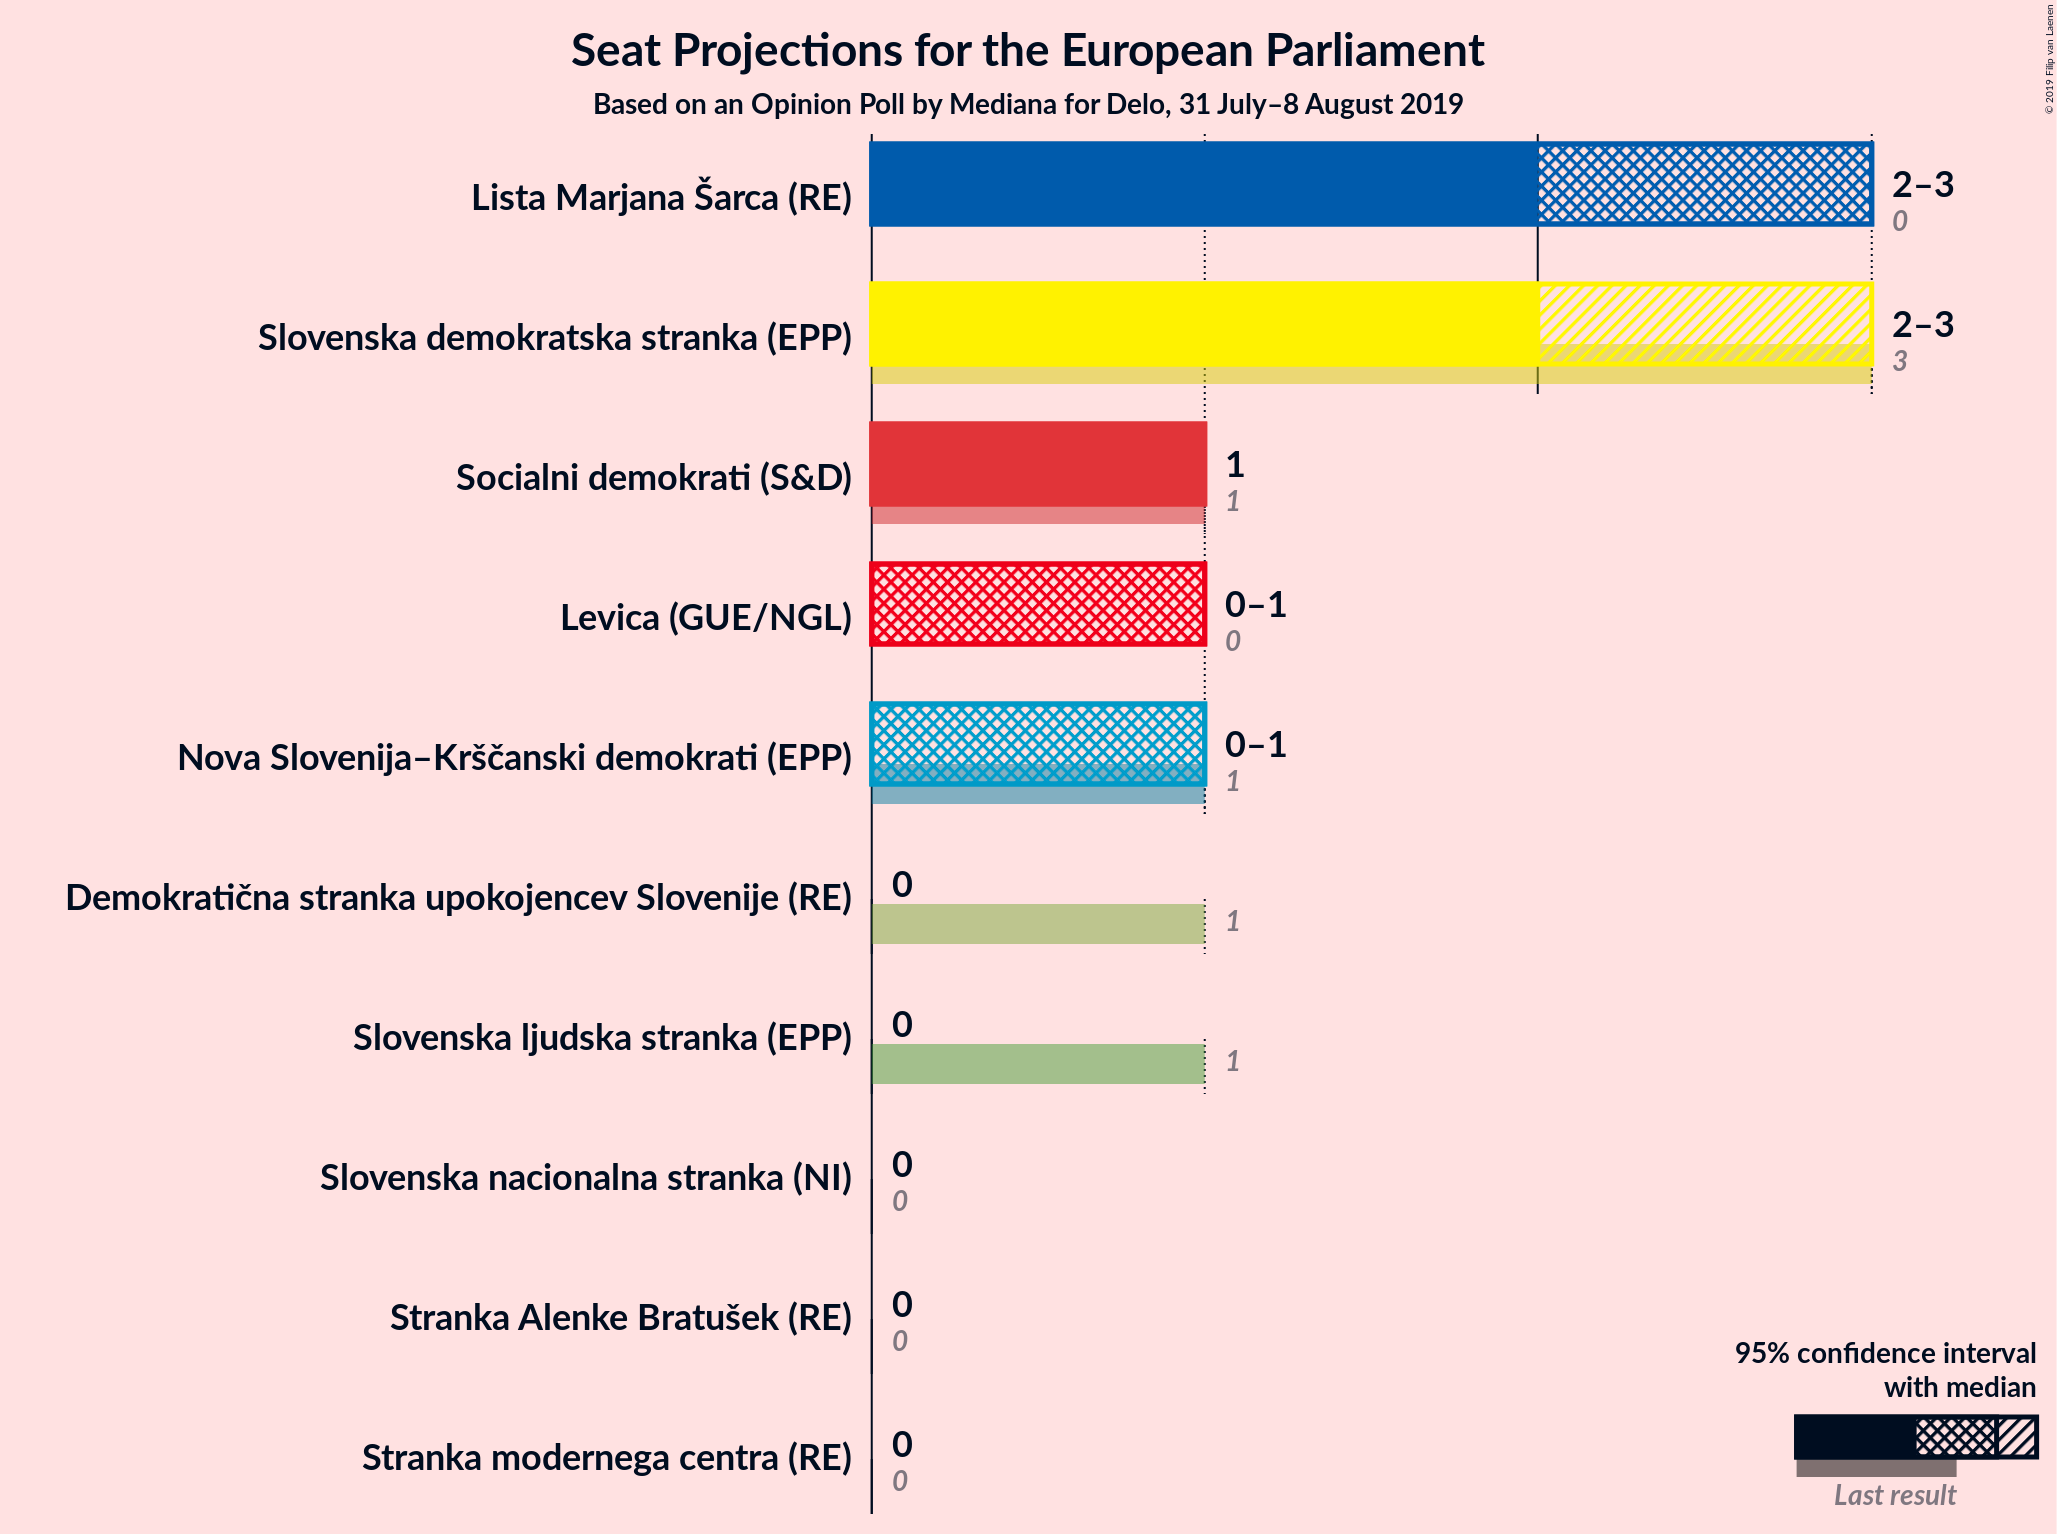 Seat Projections for the European Parliament
Based on an Opinion Poll by Mediana for Delo, 31 July–8 August 2019
© 2019 Filip van Laenen
Lista Marjana Šarca (RE)
2–3
0
Slovenska demokratska stranka (EPP)
2–3
3
Socialni demokrati (S&D)
1
1
Levica (GUE/NGL)
0–1
0
Nova Slovenija–Krščanski demokrati (EPP)
0–1
1
Demokratična stranka upokojencev Slovenije (RE)
0
1
Slovenska ljudska stranka (EPP)
0
1
Slovenska nacionalna stranka (NI)
0
0
Stranka Alenke Bratušek (RE)
0
0
Stranka modernega centra (RE)
0
0
95% confidence interval
with median
Last result